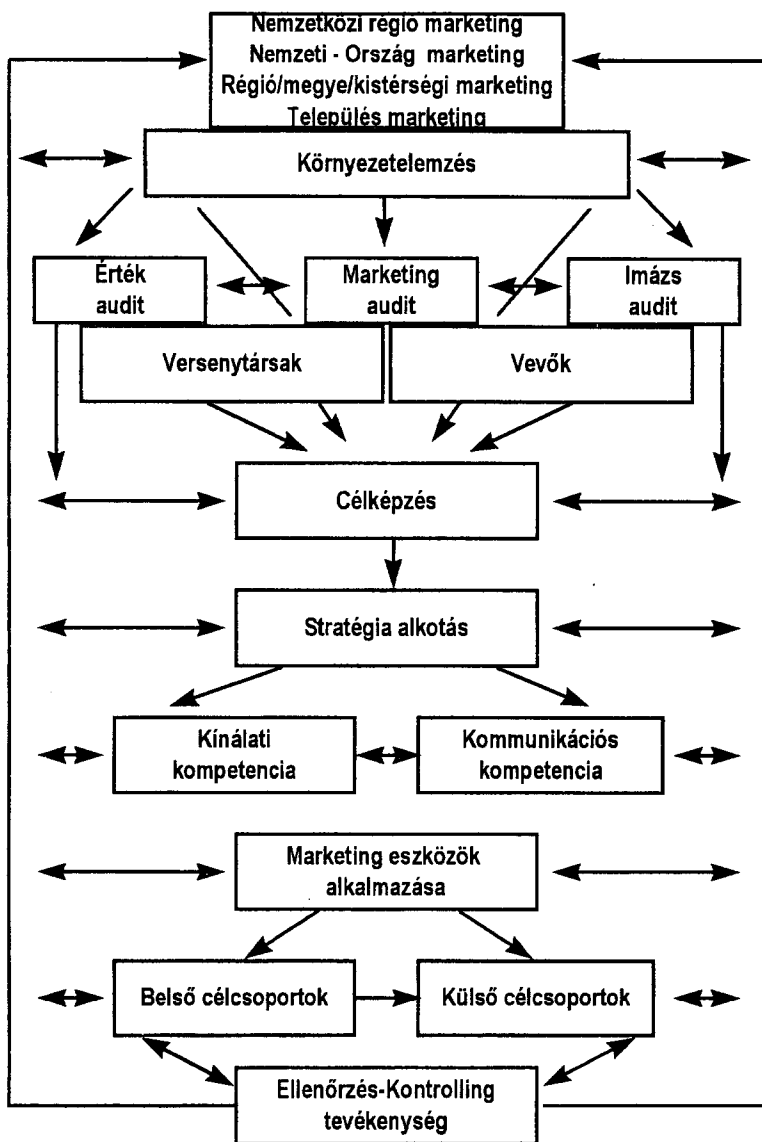 Nemzetközi régió marketing
Nemzeti - Ország marketing
Régió/megye/kistérségi marketing
Település marketing
Környezetelemzés
Érték
audit
Marketing
audit
Imázs
audit
Versenytársak
Vevők
Célképzés
Stratégia alkotás
Kínálati
kompetencia
Kommunikációs
kompetencia
Marketing eszközök
alkalmazása
Belső célcsoportok
Külső célcsoportok
Ellenőrzés-Kontrolling
tevékenység